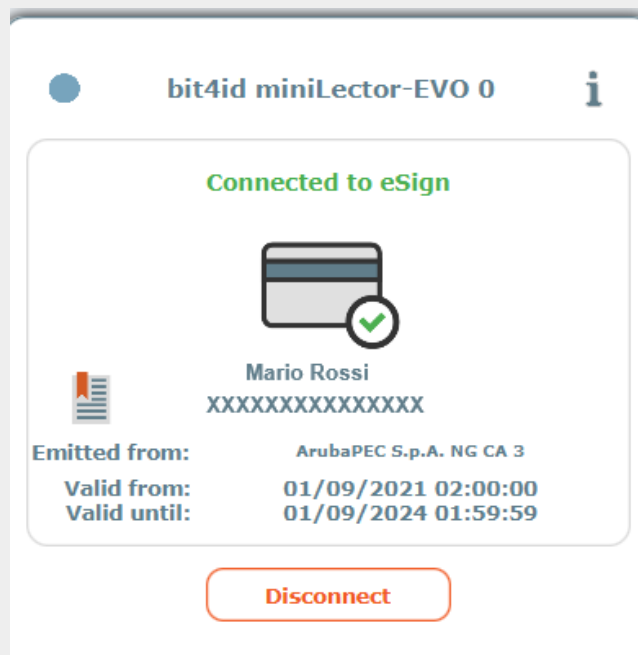 bit4id miniLector-EVO 0
Connected to eSign
Mario Rossi
XXXXXXXXXXXXXXX
Emitted from: ArubaPEC S.p.A. NG CA 3
Valid from: 01/09/2021 02:00:00
Valid until: 01/09/2024 01:59:59
Disconnect